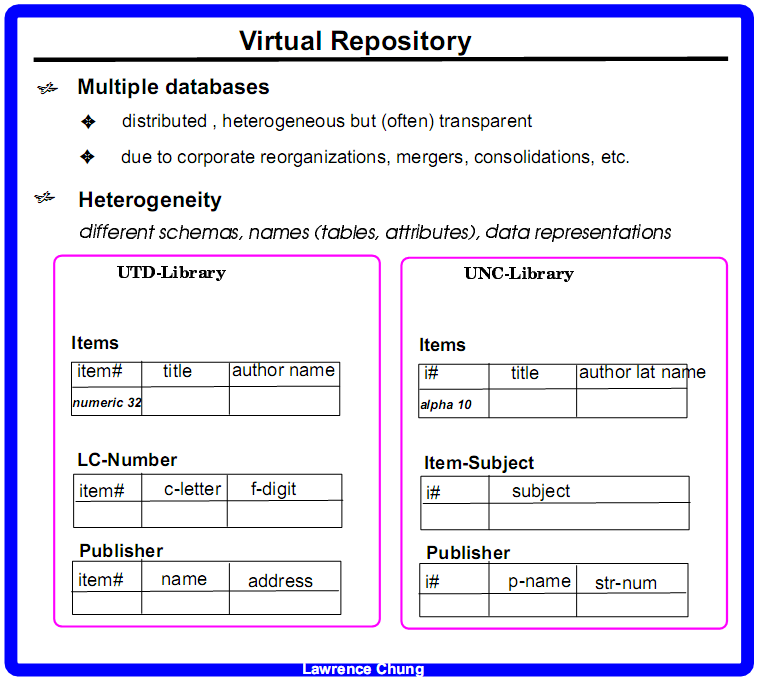 Virtual Repository
Multiple databases
distributed , heterogeneous but (often) transparent
due to corporate reorganizations, mergers, consolidations, etc.
Heterogeneity
different schemas, names (tables, attributes), data representations
UTD-Library
Items
item# title author name
numeric 32
LC-Number
item# c-letter f-digit
Publisher
item# name address
UNC-Library
Items
i# title author lat name
alpha 10
Item-Subject
i# subject
Publisher
i# p-name str-num
Lawrence Chung